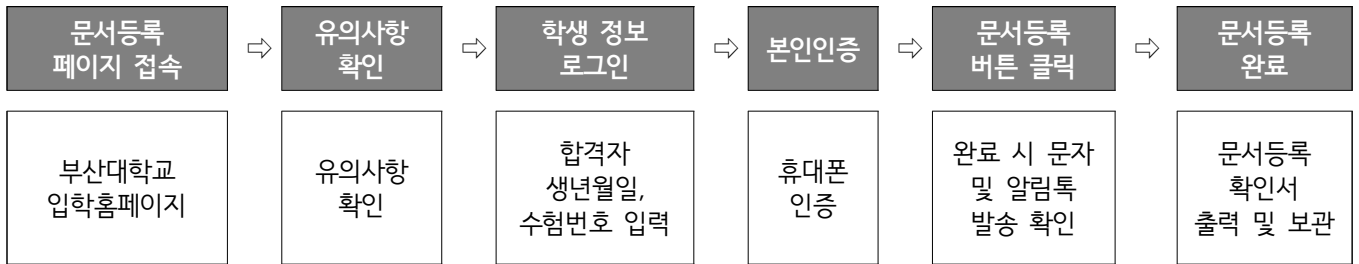 문서등록
페이지 접속
⇨
유의사항
확인
⇨
학생 정보
로그인
⇨
본인인증
⇨
문서등록
버튼 클릭
⇨
문서등록
완료
부산대학교
입학홈페이지
유의사항
확인
합격자
생년월일,
수험번호 입력
휴대폰
인증
완료 시 문자
및 알림톡
발송 확인
문서등록
확인서
출력 및 보관